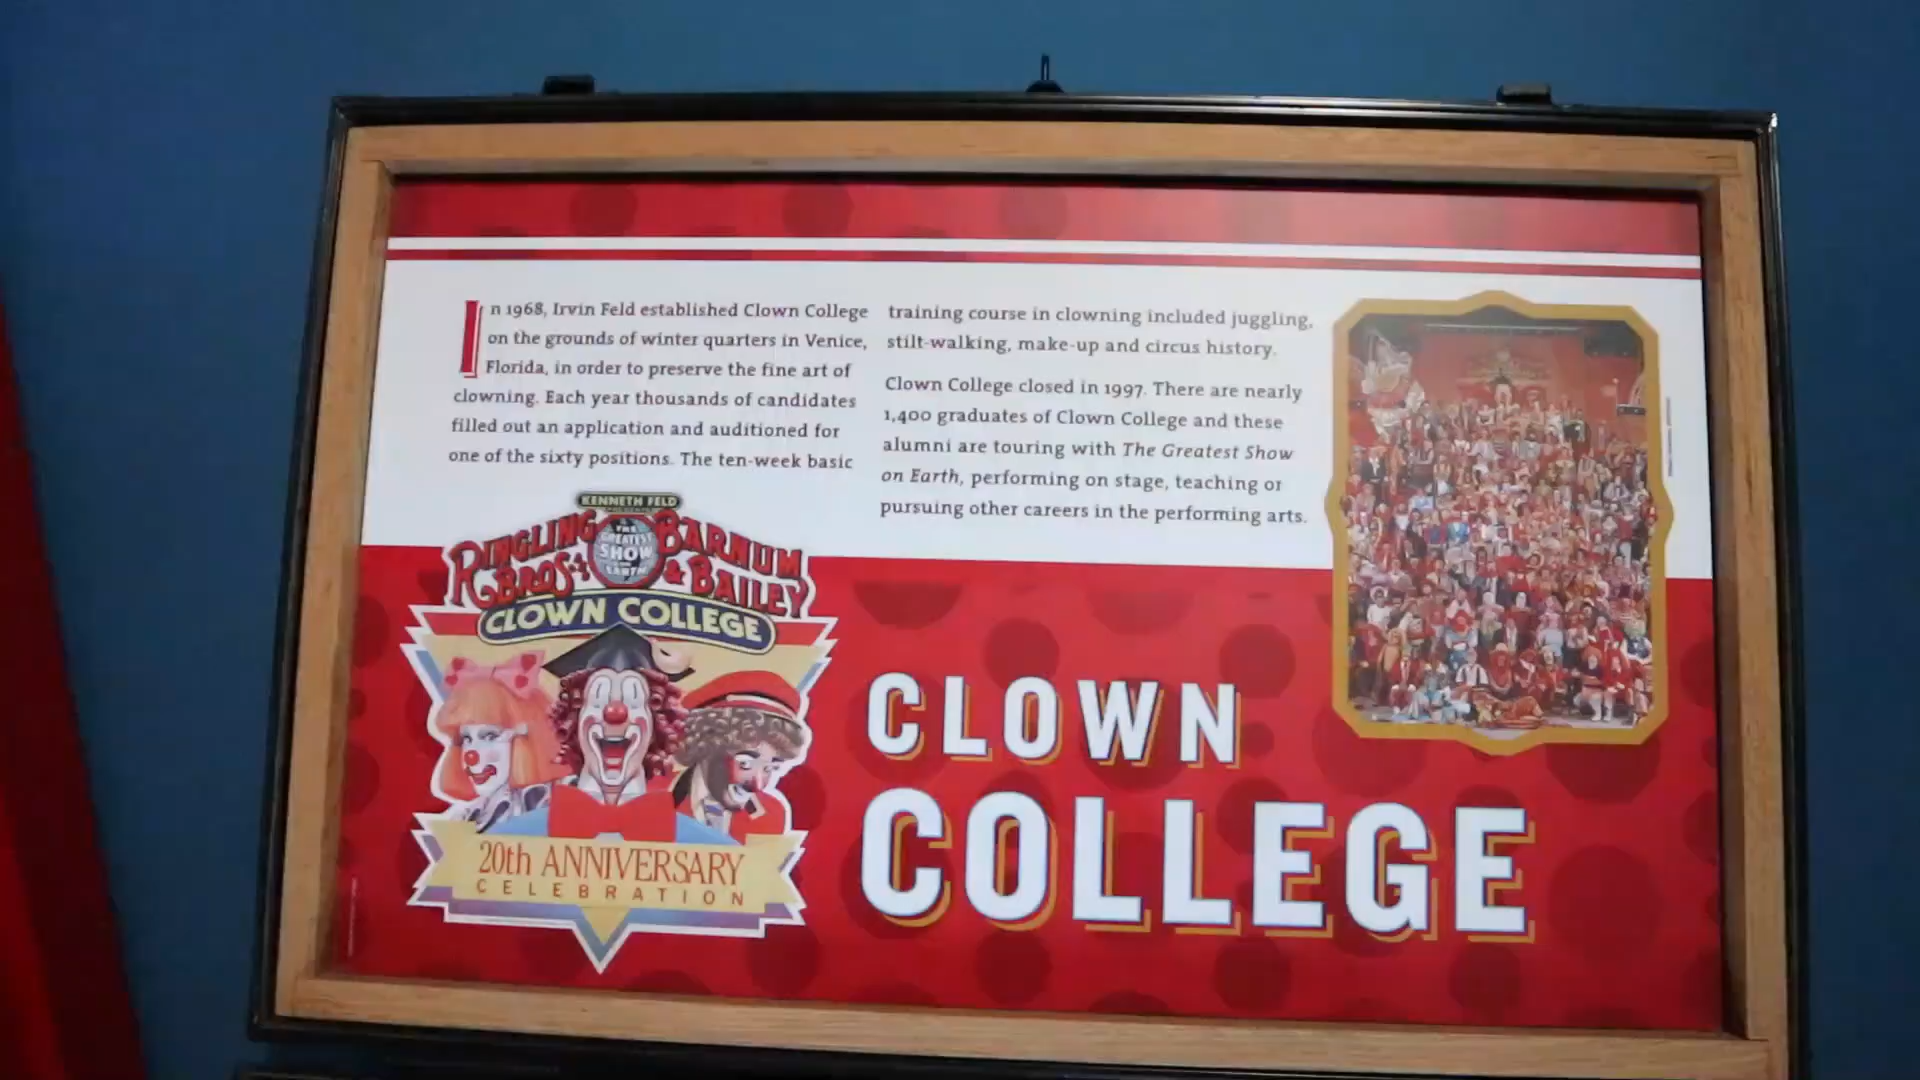 In 1968, Irvin Feld established Clown College
on the grounds of winter quarters in Venice,
Florida, in order to preserve the fine art of
clowning. Each year thousands of candidates
filled out an application and auditioned for
one of the sixty positions. The ten-week basic
training course in clowning included juggling,
stilt-walking, make-up and circus history.
Clown College closed in 1997. There are nearly
1,400 graduates of Clown College and these
alumni are touring with The Greatest Show
on Earth, performing on stage, teaching or
pursuing other careers in the performing arts.
KENNETH FELD
PRESENTS
RINGLING BROS. & BARNUM & BAILEY
THE
GREATEST
SHOW
ON
EARTH
CLOWN COLLEGE
20th ANNIVERSARY
CELEBRATION
CLOWN
COLLEGE